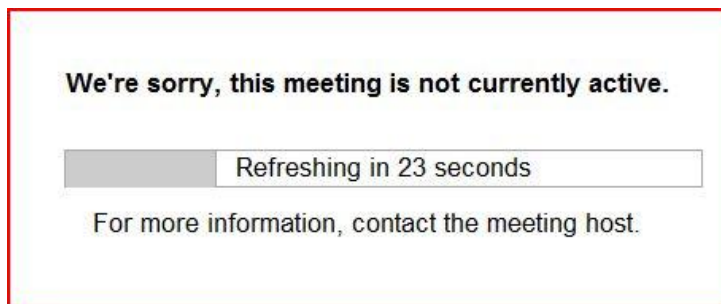 We're sorry, this meeting is not currently active.
Refreshing in 23 seconds
For more information, contact the meeting host.